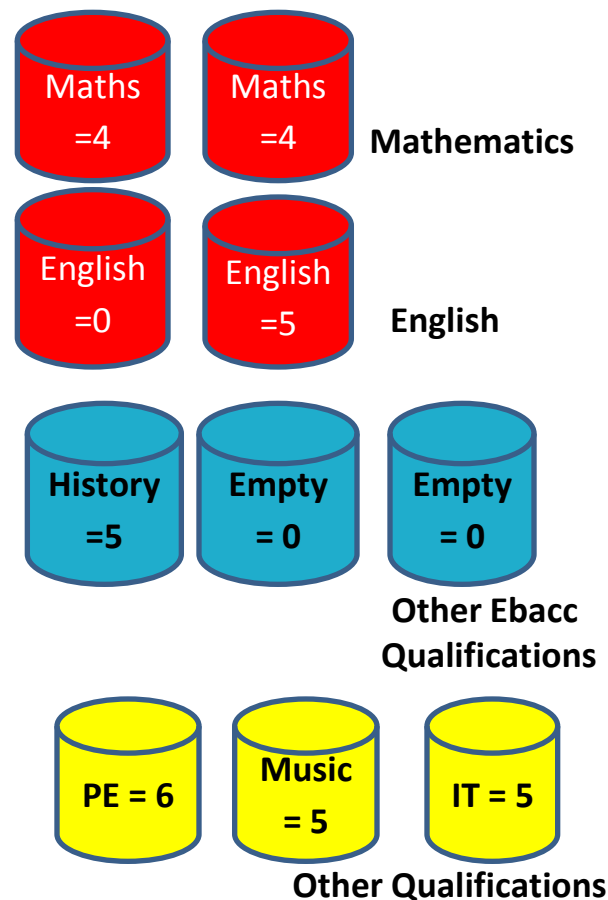 Maths Maths
=4 =4
Mathematics
English English
=0 =5
English
History Empty Empty
=5 = 0 = 0
Other Ebacc
Qualifications
PE = 6 Music IT = 5
= 5
Other Qualifications